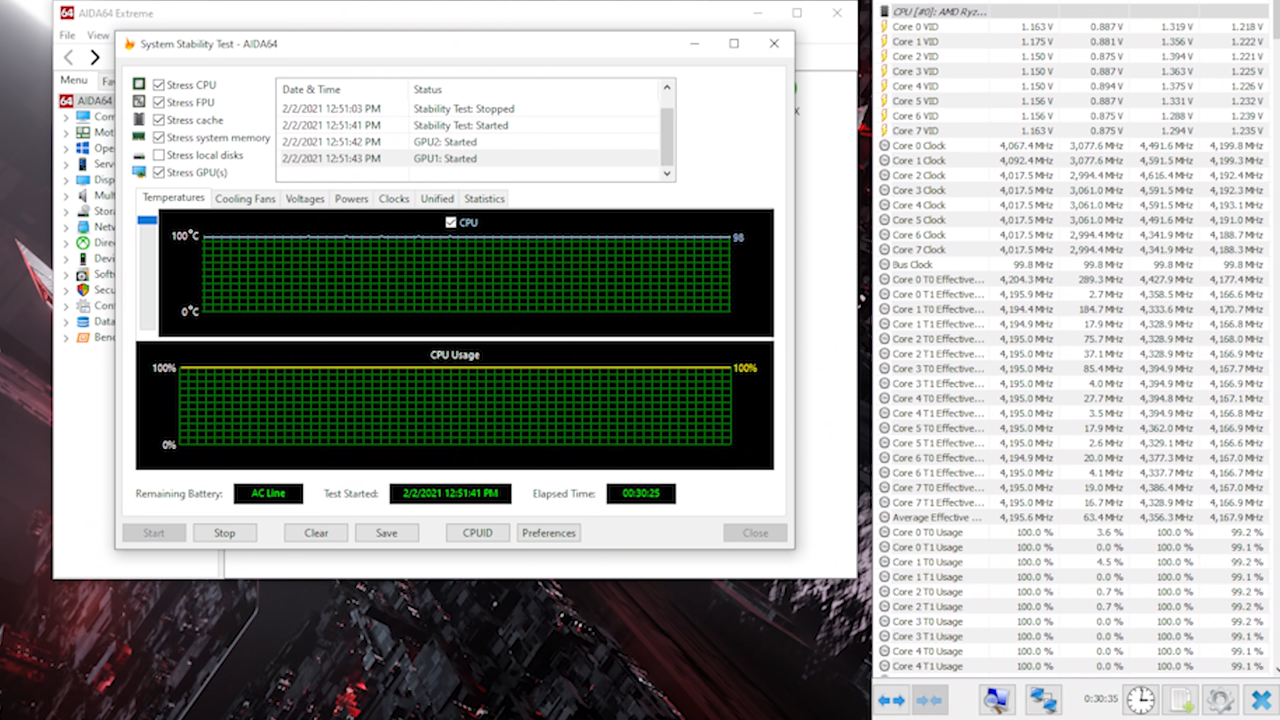 64 AIDA64 Extreme
File View
Menu Fav
64 AIDA64
Com
Mot
Ope
Serv
Disp
Mult
Stora
Netw
Direc
Devi
Softw
Secu
Conf
Data
Benc
System Stability Test - AIDA64
Stress CPU
Stress FPU
Stress cache
Stress system memory
Stress local disks
Stress GPU(s)
Date & Time Status
2/2/2021 12:51:03 PM Stability Test: Stopped
2/2/2021 12:51:41 PM Stability Test: Started
2/2/2021 12:51:42 PM GPU2: Started
2/2/2021 12:51:43 PM GPU1: Started
Temperatures Cooling Fans Voltages Powers Clocks Unified Statistics
CPU
100°C 98
0°C
CPU Usage
100% 100%
0%
Remaining Battery: AC Line Test Started: 2/2/2021 12:51:41 PM Elapsed Time: 00:30:25
Start Stop Clear Save CPUID Preferences Close
CPU [#0]: AMD Ryz...
Core 0 VID 1.163 V 0.887 V 1.319 V 1.218 V
Core 1 VID 1.175 V 0.881 V 1.356 V 1.222 V
Core 2 VID 1.150 V 0.875 V 1.394 V 1.221 V
Core 3 VID 1.150 V 0.887 V 1.363 V 1.225 V
Core 4 VID 1.150 V 0.894 V 1.375 V 1.226 V
Core 5 VID 1.156 V 0.887 V 1.331 V 1.232 V
Core 6 VID 1.156 V 0.875 V 1.288 V 1.239 V
Core 7 VID 1.163 V 0.875 V 1.294 V 1.235 V
Core 0 Clock 4,067.4 MHz 3,077.6 MHz 4,491.6 MHz 4,199.8 MHz
Core 1 Clock 4,092.4 MHz 3,077.6 MHz 4,591.5 MHz 4,199.3 MHz
Core 2 Clock 4,017.5 MHz 2,994.4 MHz 4,616.4 MHz 4,192.4 MHz
Core 3 Clock 4,017.5 MHz 3,061.0 MHz 4,591.5 MHz 4,192.3 MHz
Core 4 Clock 4,017.5 MHz 3,061.0 MHz 4,591.5 MHz 4,193.1 MHz
Core 5 Clock 4,017.5 MHz 3,061.0 MHz 4,591.5 MHz 4,191.0 MHz
Core 6 Clock 4,017.5 MHz 2,994.4 MHz 4,341.9 MHz 4,188.7 MHz
Core 7 Clock 4,017.5 MHz 2,994.4 MHz 4,341.9 MHz 4,188.3 MHz
Bus Clock 99.8 MHz 99.8 MHz 99.8 MHz 99.8 MHz
Core 0 T0 Effective... 4,204.3 MHz 289.3 MHz 4,427.9 MHz 4,177.4 MHz
Core 0 T1 Effective... 4,195.9 MHz 2.7 MHz 4,358.5 MHz 4,166.6 MHz
Core 1 T0 Effective... 4,194.4 MHz 184.7 MHz 4,333.6 MHz 4,170.7 MHz
Core 1 T1 Effective... 4,194.9 MHz 17.9 MHz 4,328.9 MHz 4,166.8 MHz
Core 2 T0 Effective... 4,195.0 MHz 75.7 MHz 4,328.9 MHz 4,168.0 MHz
Core 2 T1 Effective... 4,195.0 MHz 37.1 MHz 4,328.9 MHz 4,166.9 MHz
Core 3 T0 Effective... 4,195.0 MHz 85.4 MHz 4,394.9 MHz 4,167.7 MHz
Core 3 T1 Effective... 4,195.0 MHz 4.0 MHz 4,394.9 MHz 4,166.9 MHz
Core 4 T0 Effective... 4,195.0 MHz 27.7 MHz 4,394.8 MHz 4,167.1 MHz
Core 4 T1 Effective... 4,195.0 MHz 3.5 MHz 4,394.9 MHz 4,166.8 MHz
Core 5 T0 Effective... 4,195.0 MHz 17.9 MHz 4,362.0 MHz 4,166.9 MHz
Core 5 T1 Effective... 4,195.0 MHz 2.6 MHz 4,329.1 MHz 4,166.6 MHz
Core 6 T0 Effective... 4,194.9 MHz 20.0 MHz 4,377.3 MHz 4,167.0 MHz
Core 6 T1 Effective... 4,195.0 MHz 4.1 MHz 4,337.7 MHz 4,166.7 MHz
Core 7 T0 Effective... 4,195.0 MHz 19.0 MHz 4,386.4 MHz 4,167.0 MHz
Core 7 T1 Effective... 4,195.0 MHz 16.7 MHz 4,328.9 MHz 4,166.9 MHz
Average Effective ... 4,195.6 MHz 63.4 MHz 4,356.3 MHz 4,167.9 MHz
Core 0 T0 Usage 100.0 % 3.6 % 100.0 % 99.2 %
Core 0 T1 Usage 100.0 % 0.0 % 100.0 % 99.1 %
Core 1 T0 Usage 100.0 % 4.5 % 100.0 % 99.2 %
Core 1 T1 Usage 100.0 % 0.0 % 100.0 % 99.1 %
Core 2 T0 Usage 100.0 % 0.7 % 100.0 % 99.2 %
Core 2 T1 Usage 100.0 % 0.7 % 100.0 % 99.2 %
Core 3 T0 Usage 100.0 % 0.0 % 100.0 % 99.2 %
Core 3 T1 Usage 100.0 % 0.0 % 100.0 % 99.1 %
Core 4 T0 Usage 100.0 % 0.0 % 100.0 % 99.2 %
Core 4 T1 Usage 100.0 % 0.0 % 100.0 % 99.1 %
0:30:35